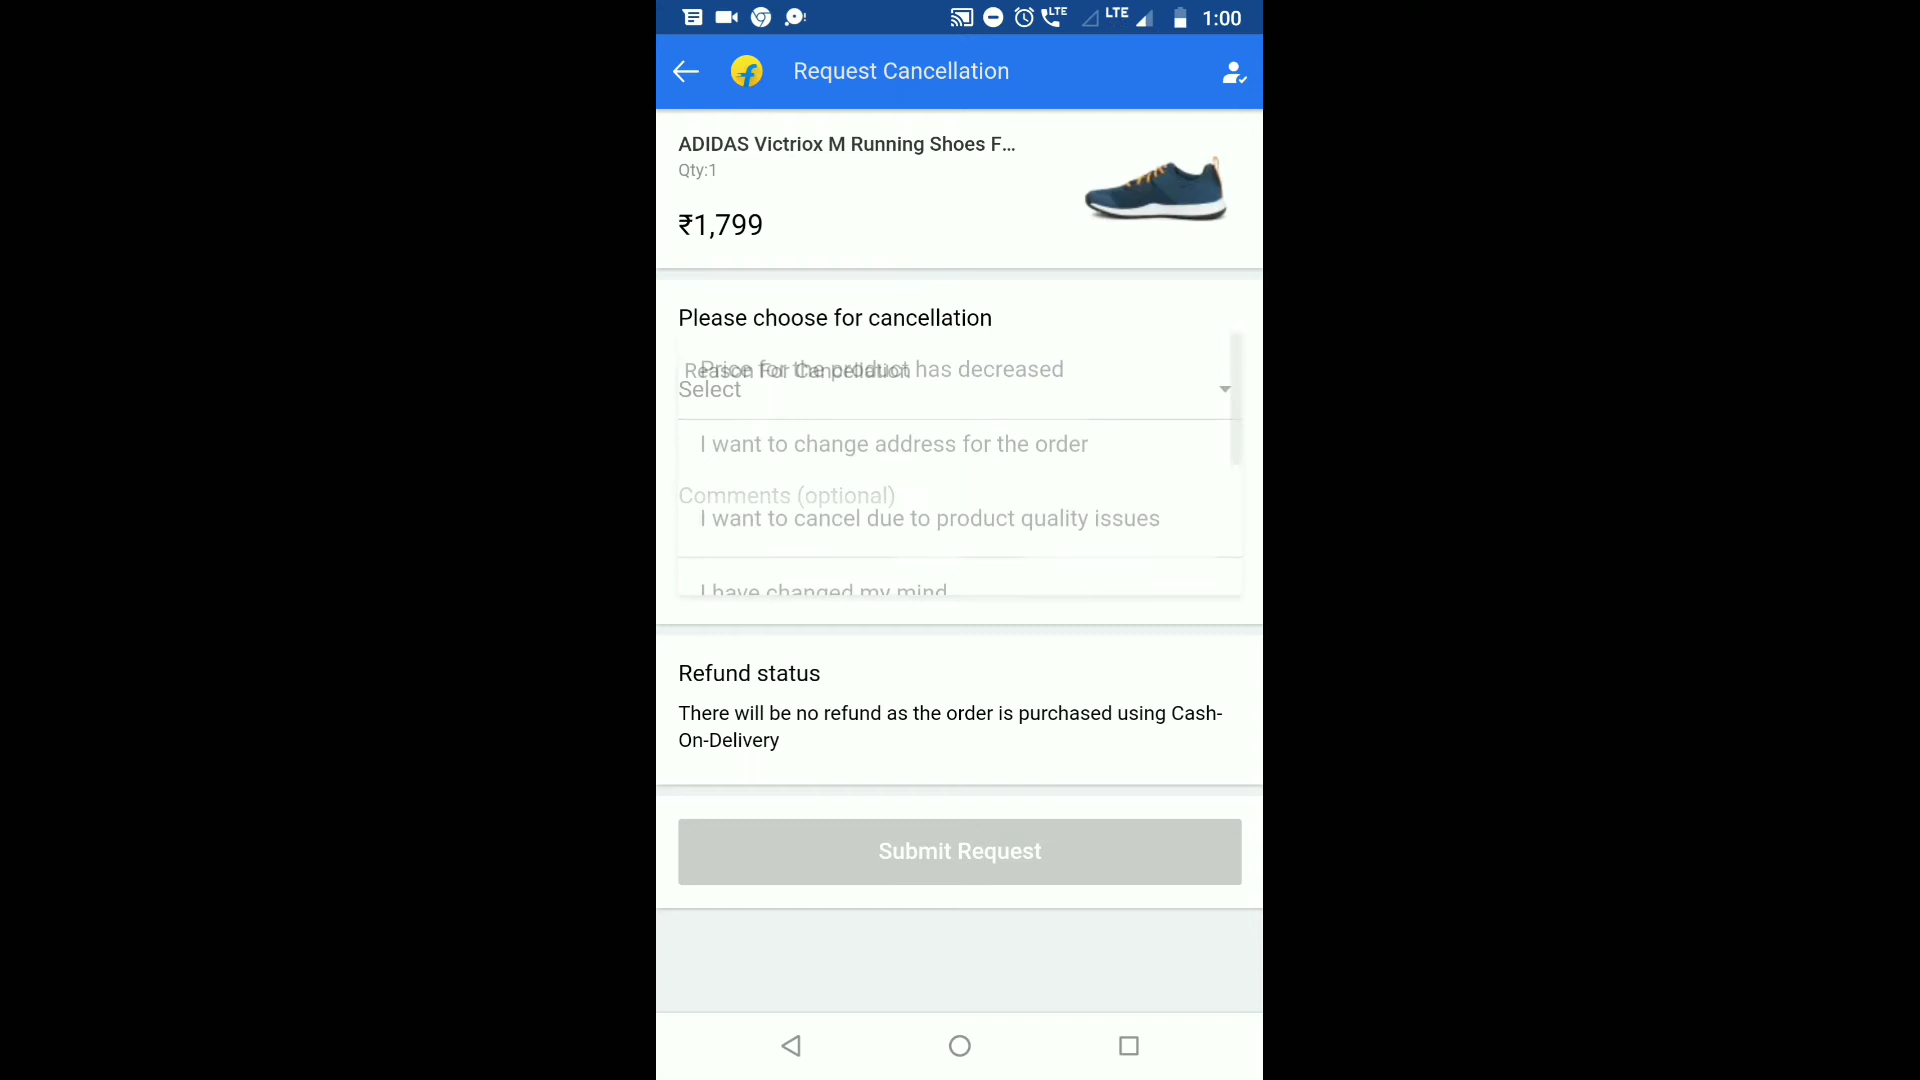 LTE LTE 1:00
Request Cancellation
ADIDAS Victriox M Running Shoes F...
Qty:1
₹1,799
Please choose for cancellation
Reason For Cancellation
Price for the product has decreased
Select
I want to change address for the order
Comments (optional)
I want to cancel due to product quality issues
I have changed my mind
Refund status
There will be no refund as the order is purchased using Cash-
On-Delivery
Submit Request